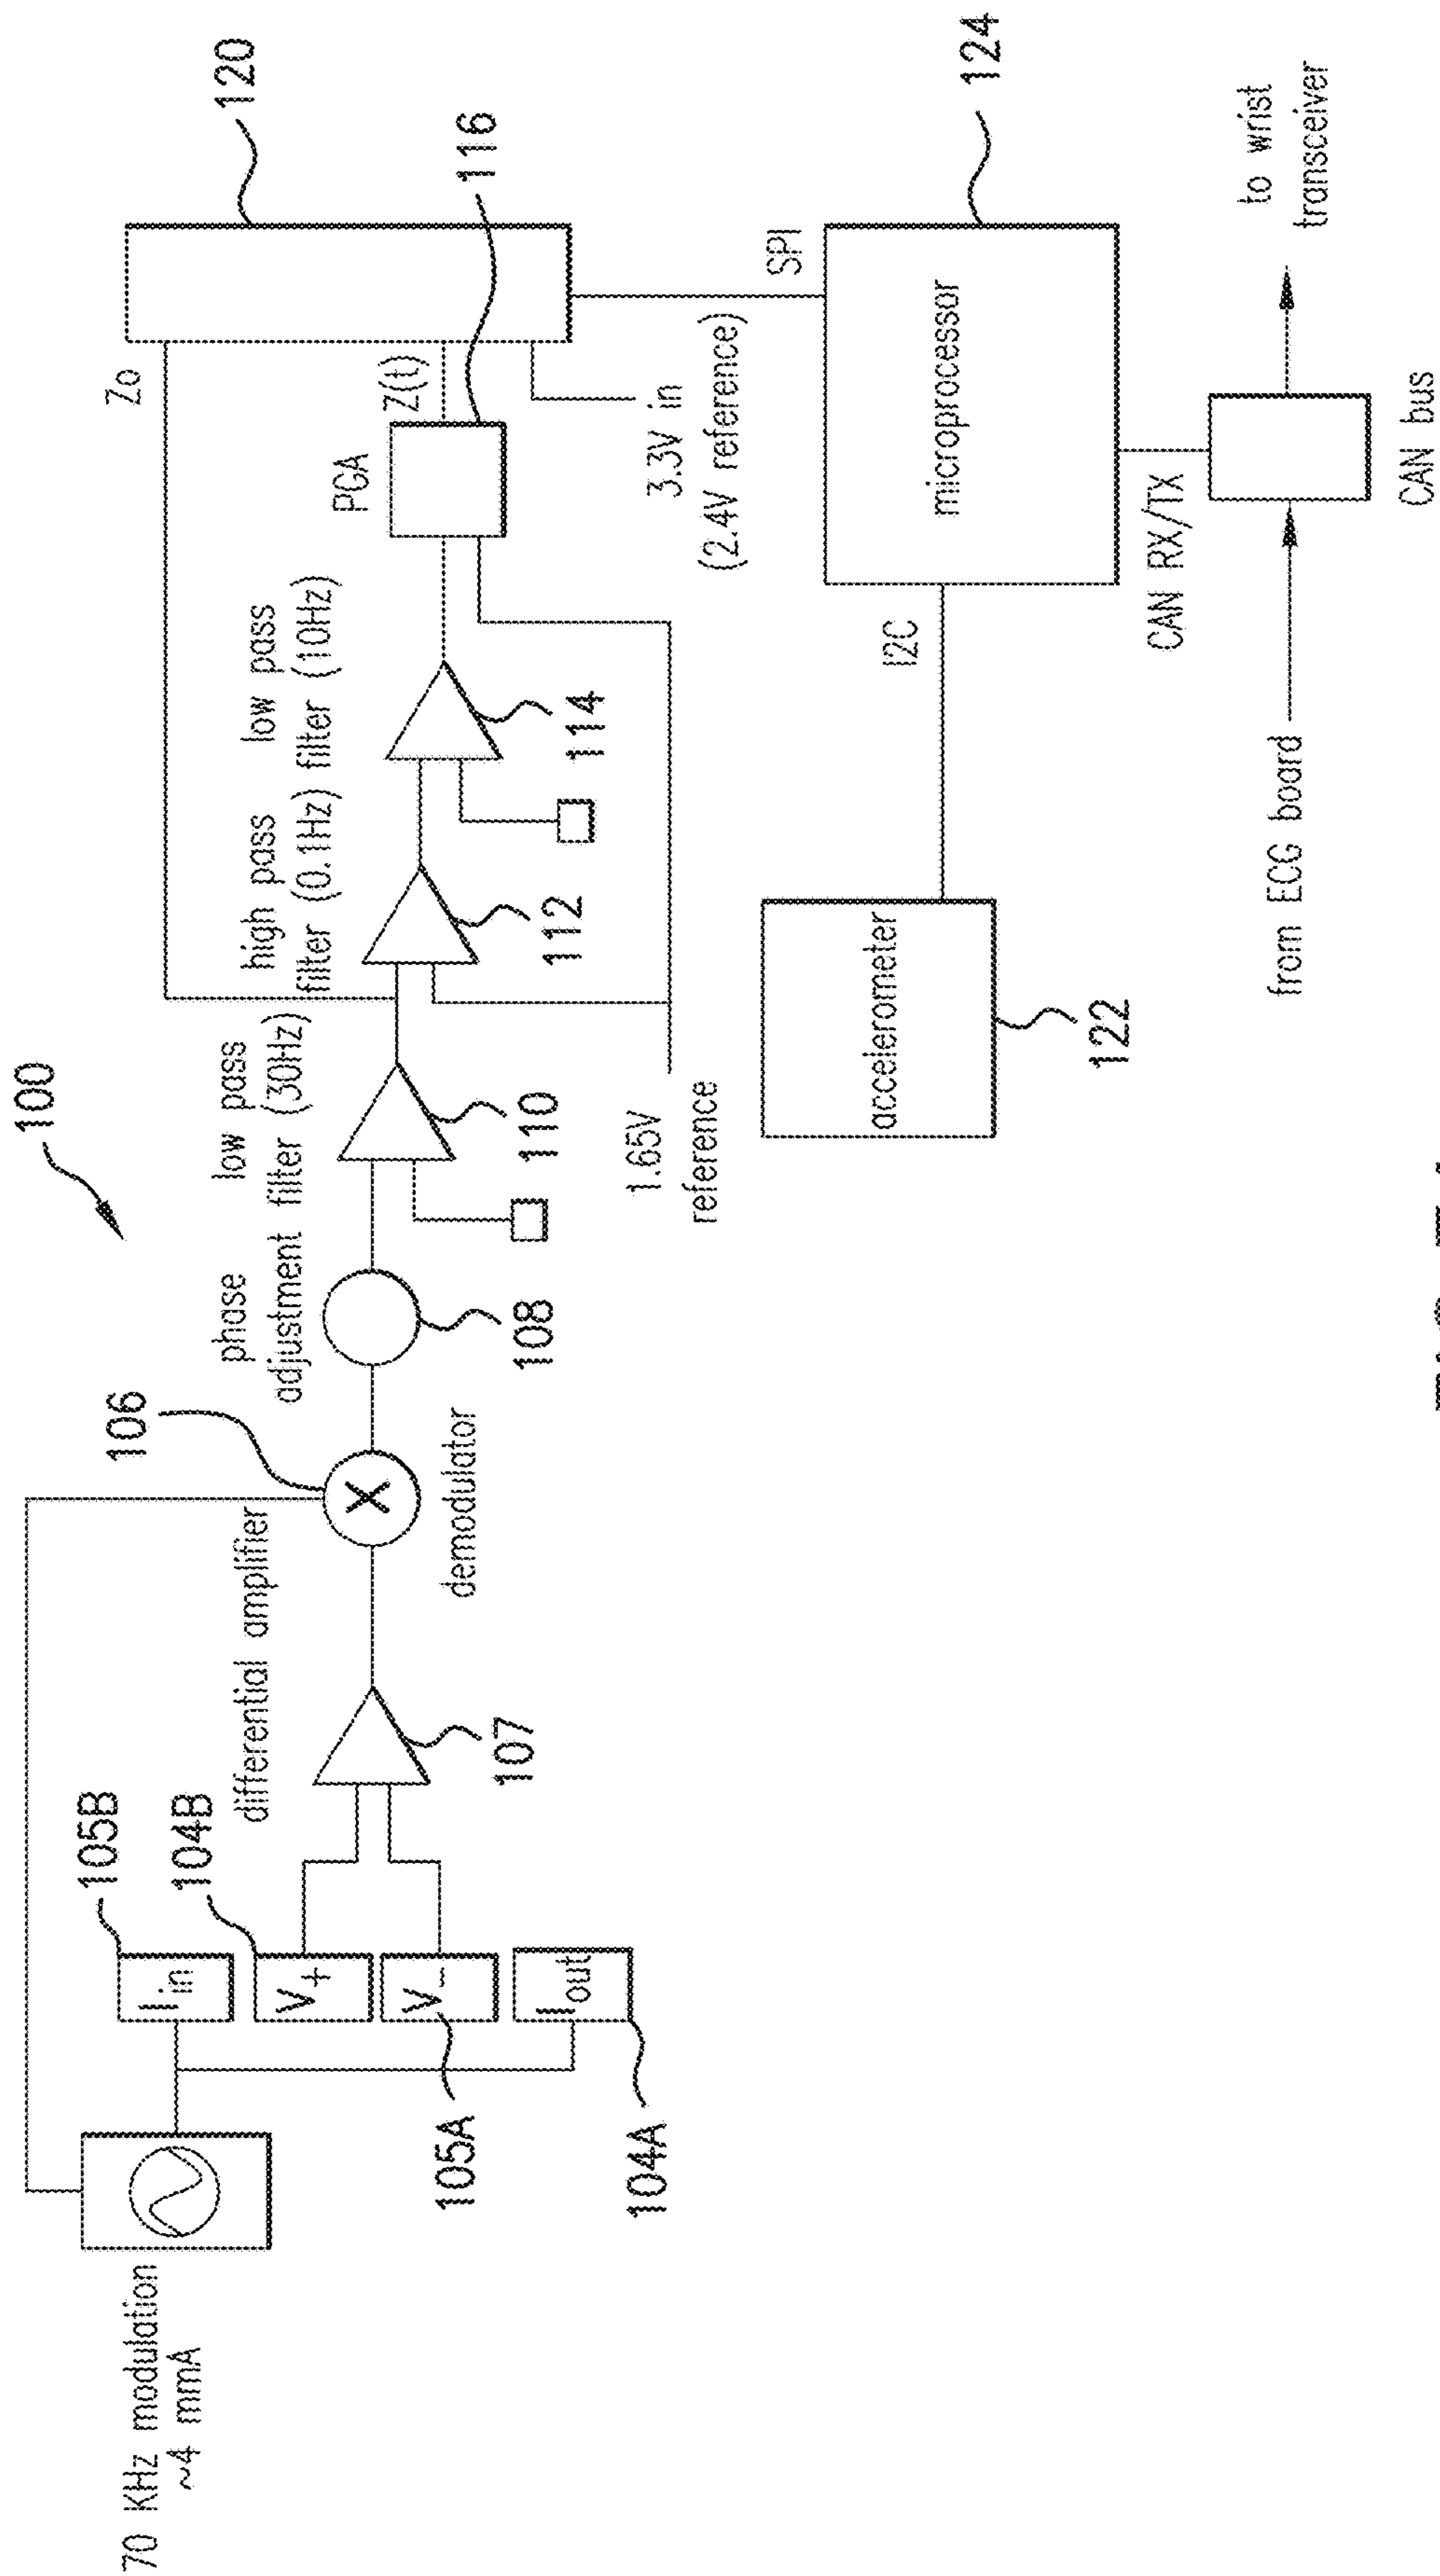 100
70 KHz modulation
~4 mmA
105B
Iin
104B
V+
V−
105A
Iout
104A
differential amplifier
107
106
demodulator
phase
adjustment
108
low pass
filter (30Hz)
110
high pass
filter (0.1Hz)
112
low pass
filter (10Hz)
114
1.65V
reference
PGA
116
Zo
Z(t)
120
3.3V in
(2.4V reference)
SPI
accelerometer
122
I2C
microprocessor
124
CAN RX/TX
from ECG board
CAN bus
to wrist
transceiver